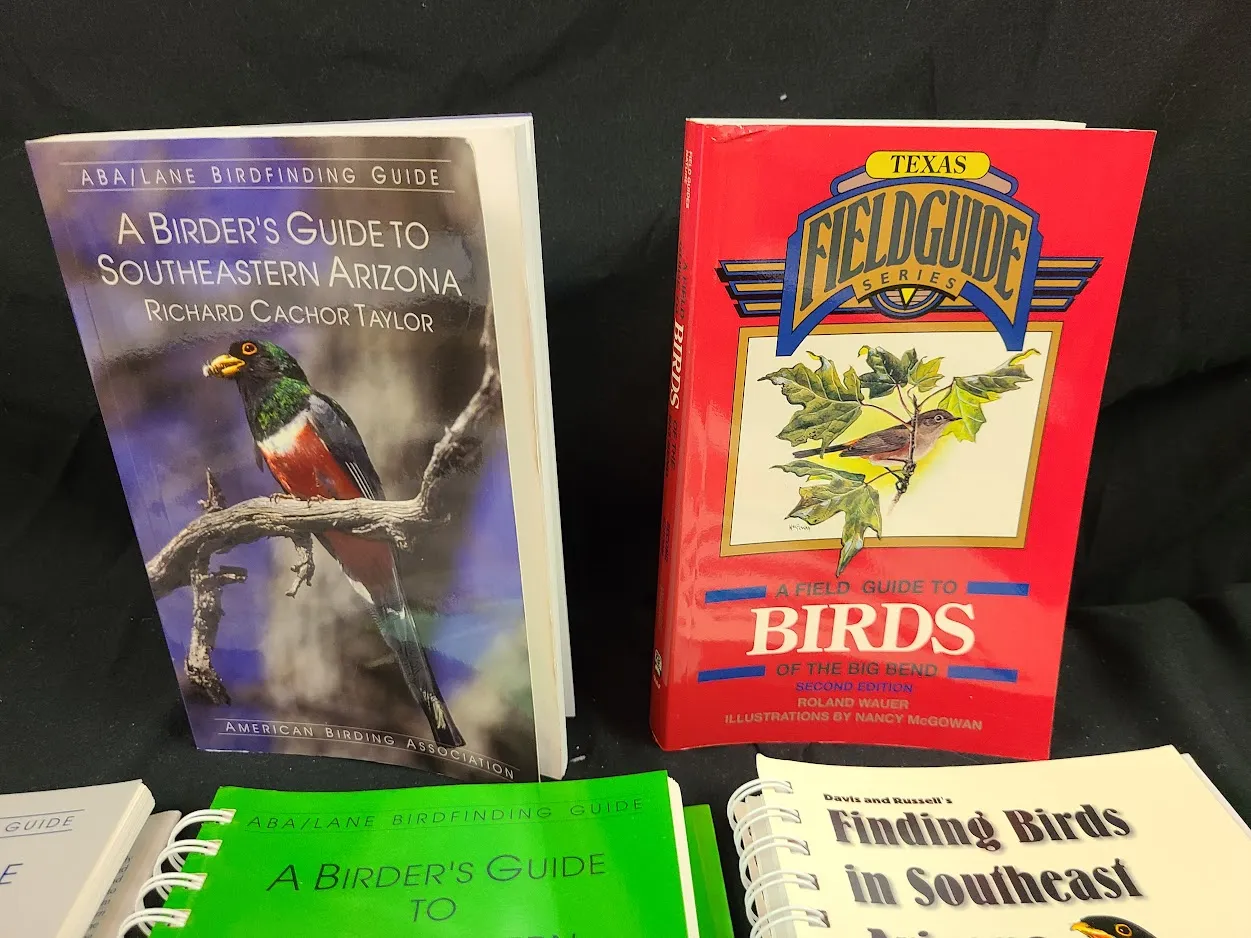 ABA/LANE BIRDFINDING GUIDE
A BIRDER'S GUIDE TO
SOUTHEASTERN ARIZONA
RICHARD CACHOR TAYLOR
AMERICAN BIRDING ASSOCIATION
TEXAS
FIELDGUIDE
SERIES
A FIELD GUIDE TO
BIRDS
OF THE BIG BEND
SECOND EDITION
ROLAND WAUER
ILLUSTRATIONS BY NANCY McGOWAN
BIRDS
GUIDE
ABA/LANE BIRDFINDING GUIDE
A BIRDER'S GUIDE
TO
Davis and Russell's
Finding Birds
in Southeast